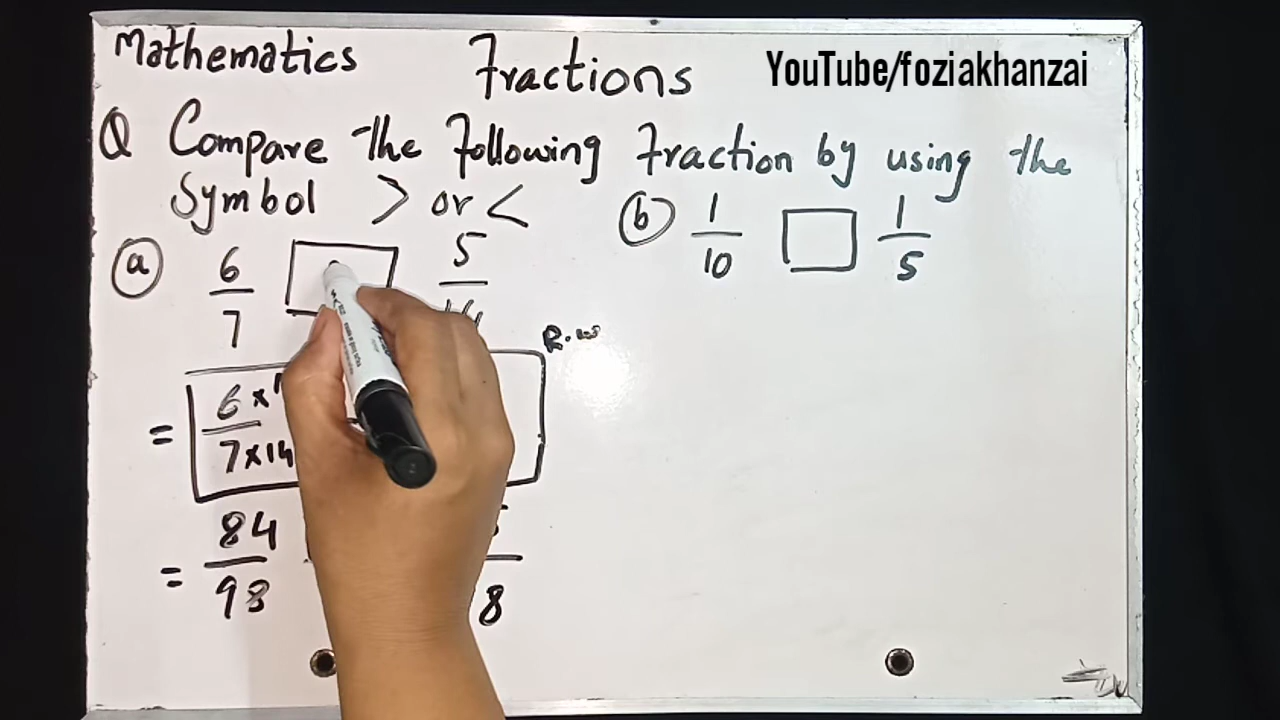 Mathematics Fractions YouTube/foziakhanzai
Q Compare the following fraction by using the
Symbol > or <
(a) 6/7 5/14
(b) 1/10 1/5
R.w
= 6× 7×14
= 84/98 8